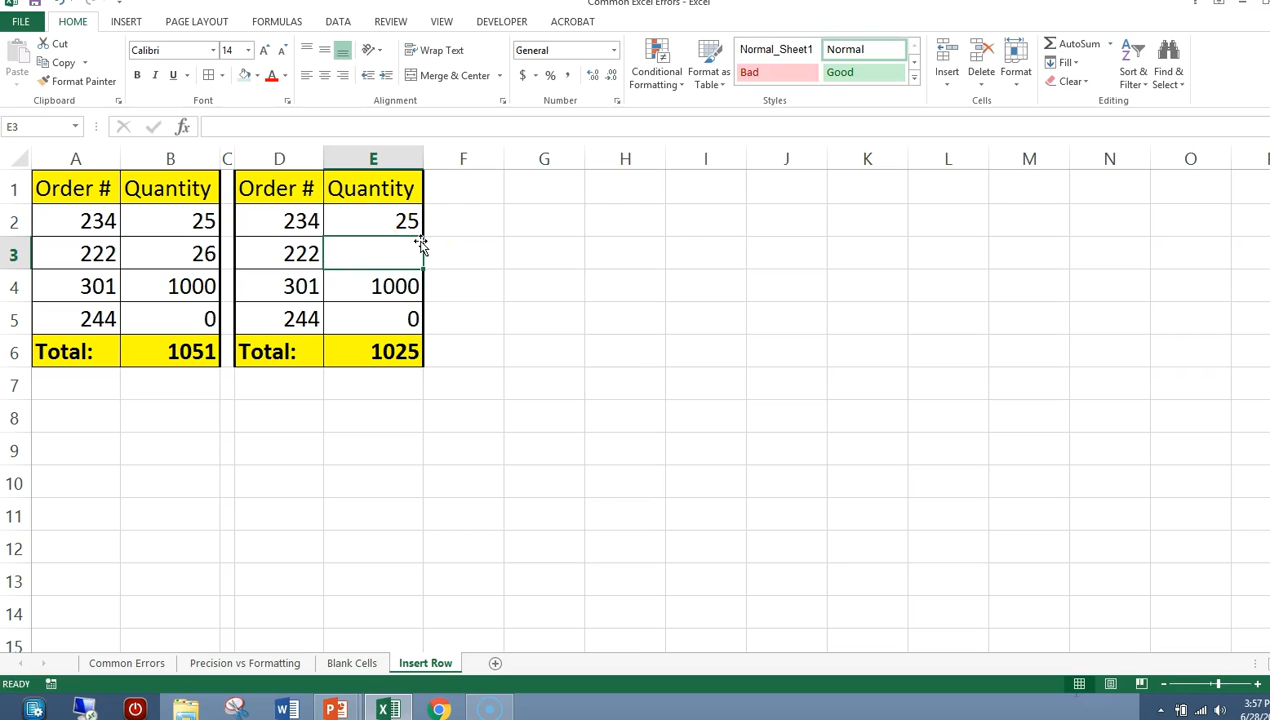 Common Excel Errors - Excel
FILE HOME INSERT PAGE LAYOUT FORMULAS DATA REVIEW VIEW DEVELOPER ACROBAT
Paste
Cut
Copy
Format Painter
Clipboard
Calibri 14
B I U
Font
Wrap Text
Merge & Center
Alignment
General
$ % ,
Number
Conditional Formatting
Format as Table
Normal_Sheet1 Normal
Bad Good
Styles
Insert Delete Format
Cells
AutoSum
Fill
Clear
Sort & Filter
Find & Select
Editing
E3
fx
A B C D E F G H I J K L M N O
1 Order # Quantity Order # Quantity
2 234 25 234 25
3 222 26 222
4 301 1000 301 1000
5 244 0 244 0
6 Total: 1051 Total: 1025
7
8
9
10
11
12
13
14
15
Common Errors Precision vs Formatting Blank Cells Insert Row
READY
3:57 P